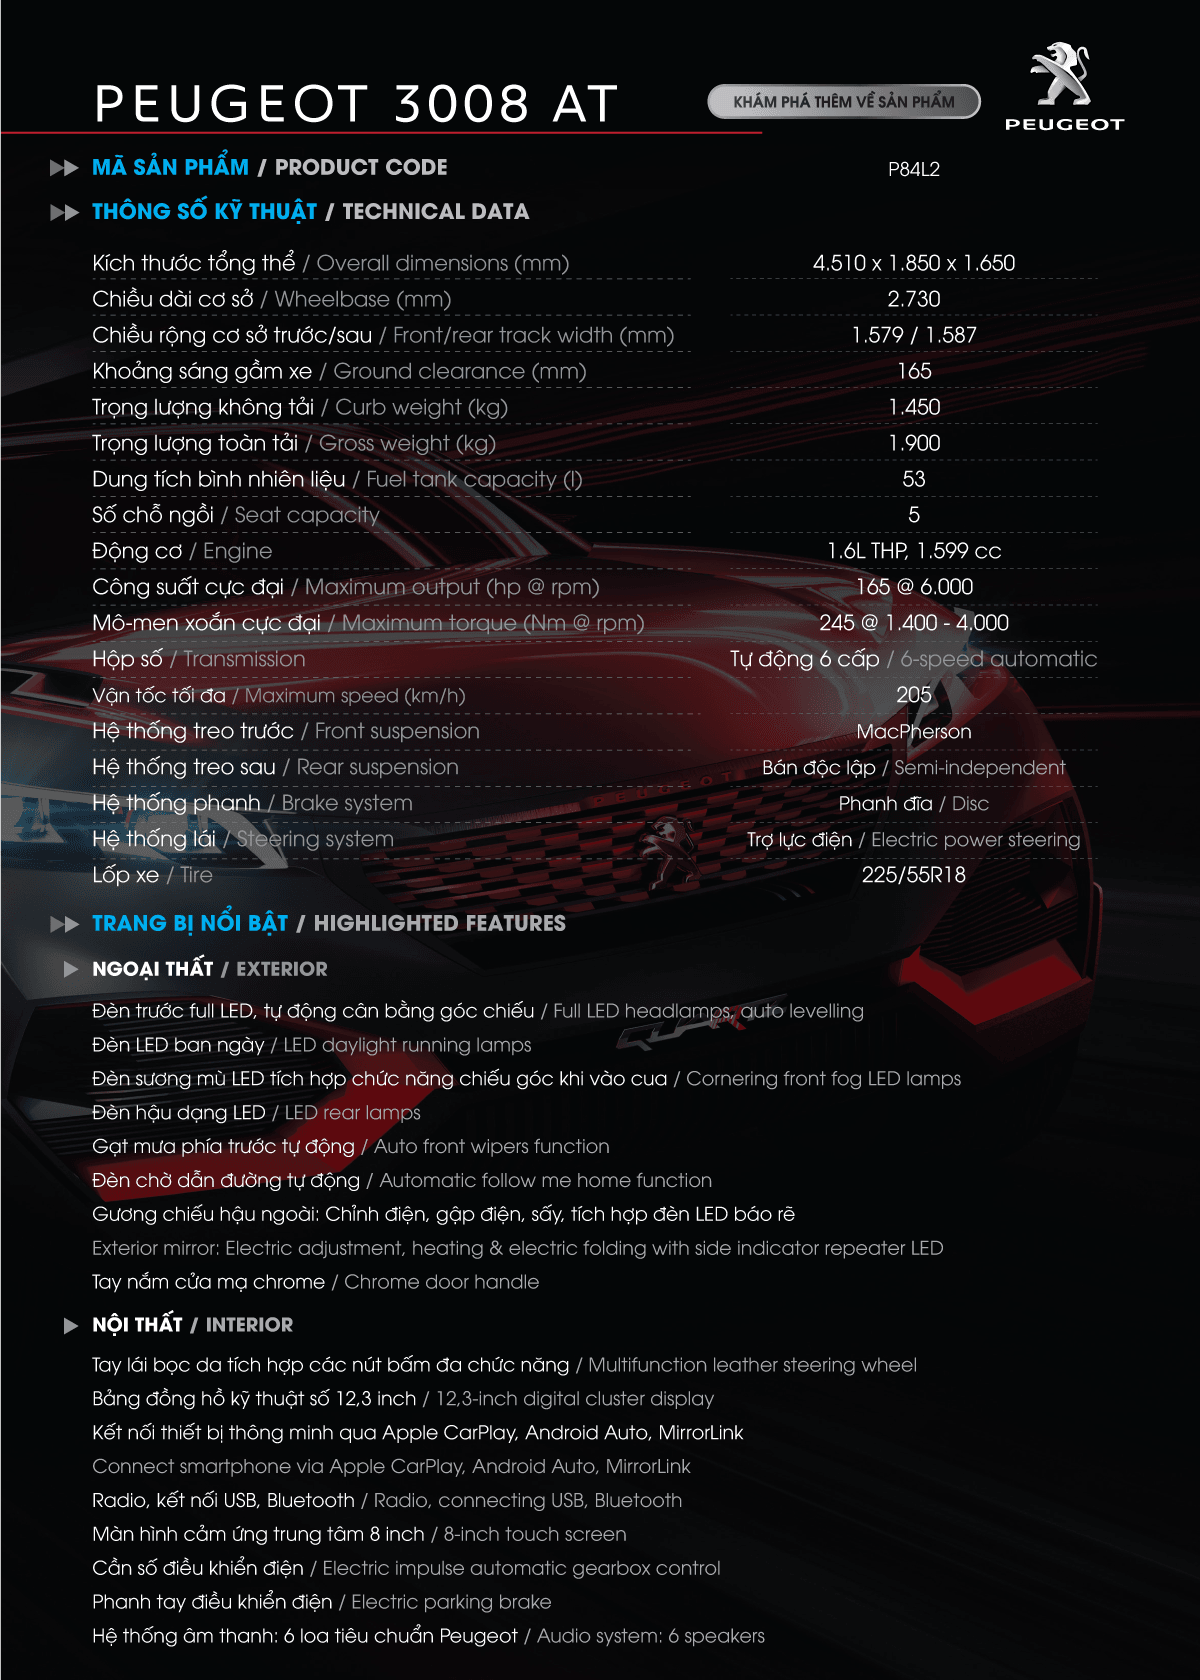 PEUGEOT 3008 AT
KHÁM PHÁ THÊM VỀ SẢN PHẨM
PEUGEOT
MÃ SẢN PHẨM / PRODUCT CODE P84L2
THÔNG SỐ KỸ THUẬT / TECHNICAL DATA
Kích thước tổng thể / Overall dimensions (mm) 4.510 x 1.850 x 1.650
Chiều dài cơ sở / Wheelbase (mm) 2.730
Chiều rộng cơ sở trước/sau / Front/rear track width (mm) 1.579 / 1.587
Khoảng sáng gầm xe / Ground clearance (mm) 165
Trọng lượng không tải / Curb weight (kg) 1.450
Trọng lượng toàn tải / Gross weight (kg) 1.900
Dung tích bình nhiên liệu / Fuel tank capacity (l) 53
Số chỗ ngồi / Seat capacity 5
Động cơ / Engine 1.6L THP, 1.599 cc
Công suất cực đại / Maximum output (hp @ rpm) 165 @ 6.000
Mô-men xoắn cực đại / Maximum torque (Nm @ rpm) 245 @ 1.400 - 4.000
Hộp số / Transmission Tự động 6 cấp / 6-speed automatic
Vận tốc tối đa / Maximum speed (km/h) 205
Hệ thống treo trước / Front suspension MacPherson
Hệ thống treo sau / Rear suspension Bán độc lập / Semi-independent
PEUGEOT
Hệ thống phanh / Brake system Phanh đĩa / Disc
Hệ thống lái / Steering system Trợ lực điện / Electric power steering
Lốp xe / Tire 225/55R18
TRANG BỊ NỔI BẬT / HIGHLIGHTED FEATURES
NGOẠI THẤT / EXTERIOR
Đèn trước full LED, tự động cân bằng góc chiếu / Full LED headlamps, auto levelling
Đèn LED ban ngày / LED daylight running lamps
Đèn sương mù LED tích hợp chức năng chiếu góc khi vào cua / Cornering front fog LED lamps
Đèn hậu dạng LED / LED rear lamps
Gạt mưa phía trước tự động / Auto front wipers function
Đèn chờ dẫn đường tự động / Automatic follow me home function
Gương chiếu hậu ngoài: Chỉnh điện, gập điện, sấy, tích hợp đèn LED báo rẽ
Exterior mirror: Electric adjustment, heating & electric folding with side indicator repeater LED
Tay nắm cửa mạ chrome / Chrome door handle
NỘI THẤT / INTERIOR
Tay lái bọc da tích hợp các nút bấm đa chức năng / Multifunction leather steering wheel
Bảng đồng hồ kỹ thuật số 12,3 inch / 12,3-inch digital cluster display
Kết nối thiết bị thông minh qua Apple CarPlay, Android Auto, MirrorLink
Connect smartphone via Apple CarPlay, Android Auto, MirrorLink
Radio, kết nối USB, Bluetooth / Radio, connecting USB, Bluetooth
Màn hình cảm ứng trung tâm 8 inch / 8-inch touch screen
Cần số điều khiển điện / Electric impulse automatic gearbox control
Phanh tay điều khiển điện / Electric parking brake
Hệ thống âm thanh: 6 loa tiêu chuẩn Peugeot / Audio system: 6 speakers